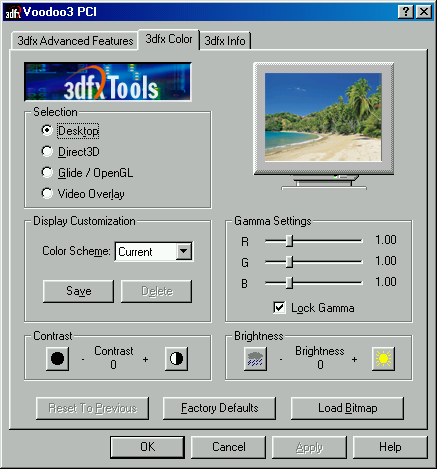 Voodoo3 PCI
3dfx Advanced Features 3dfx Color 3dfx Info
3dfx Tools
Selection
Desktop
Direct3D
Glide / OpenGL
Video Overlay
Display Customization
Color Scheme: Current
Save Delete
Gamma Settings
R 1.00
G 1.00
B 1.00
Lock Gamma
Contrast
- Contrast +
0
Brightness
- Brightness +
0
Reset To Previous Factory Defaults Load Bitmap
OK Cancel Apply Help